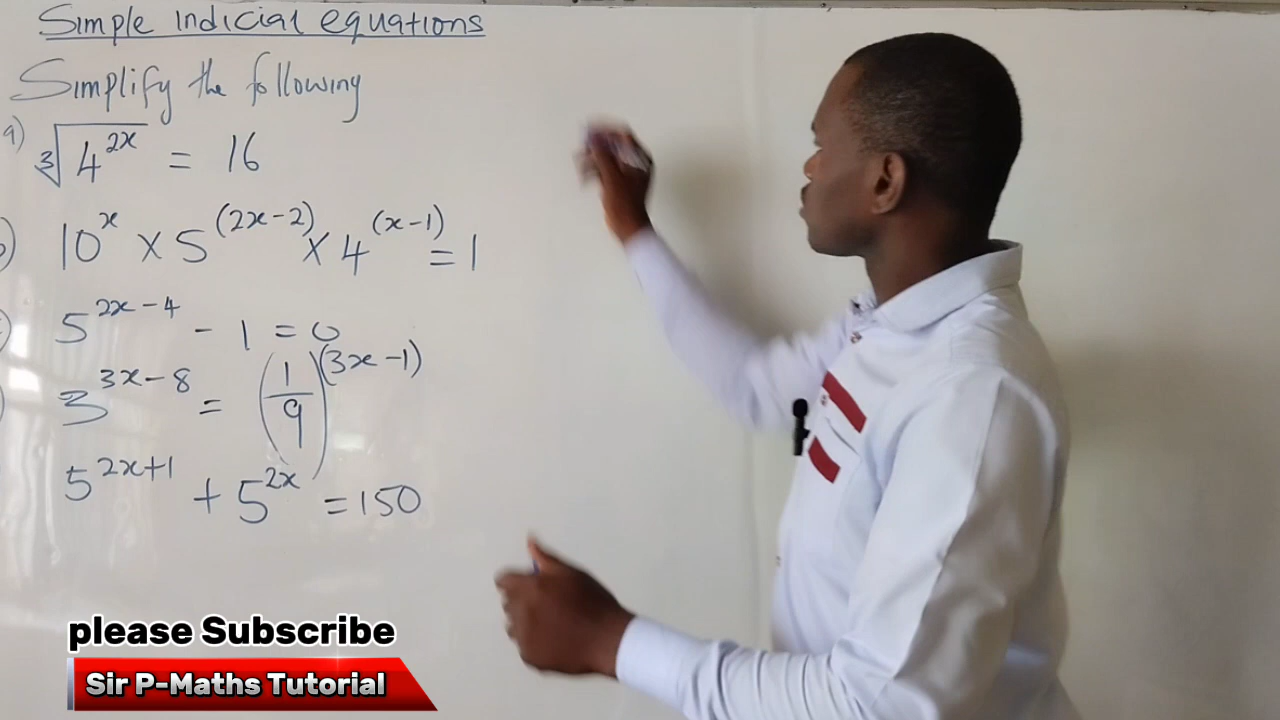 Simple indicial equations
Simplify the following
a) ∛(4^(2x)) = 16
10^x × 5^(2x-2) × 4^(x-1) = 1
5^(2x-4) - 1 = 0
3^(3x-8) = (1/9)^(3x-1)
5^(2x+1) + 5^(2x) = 150
please Subscribe
Sir P-Maths Tutorial